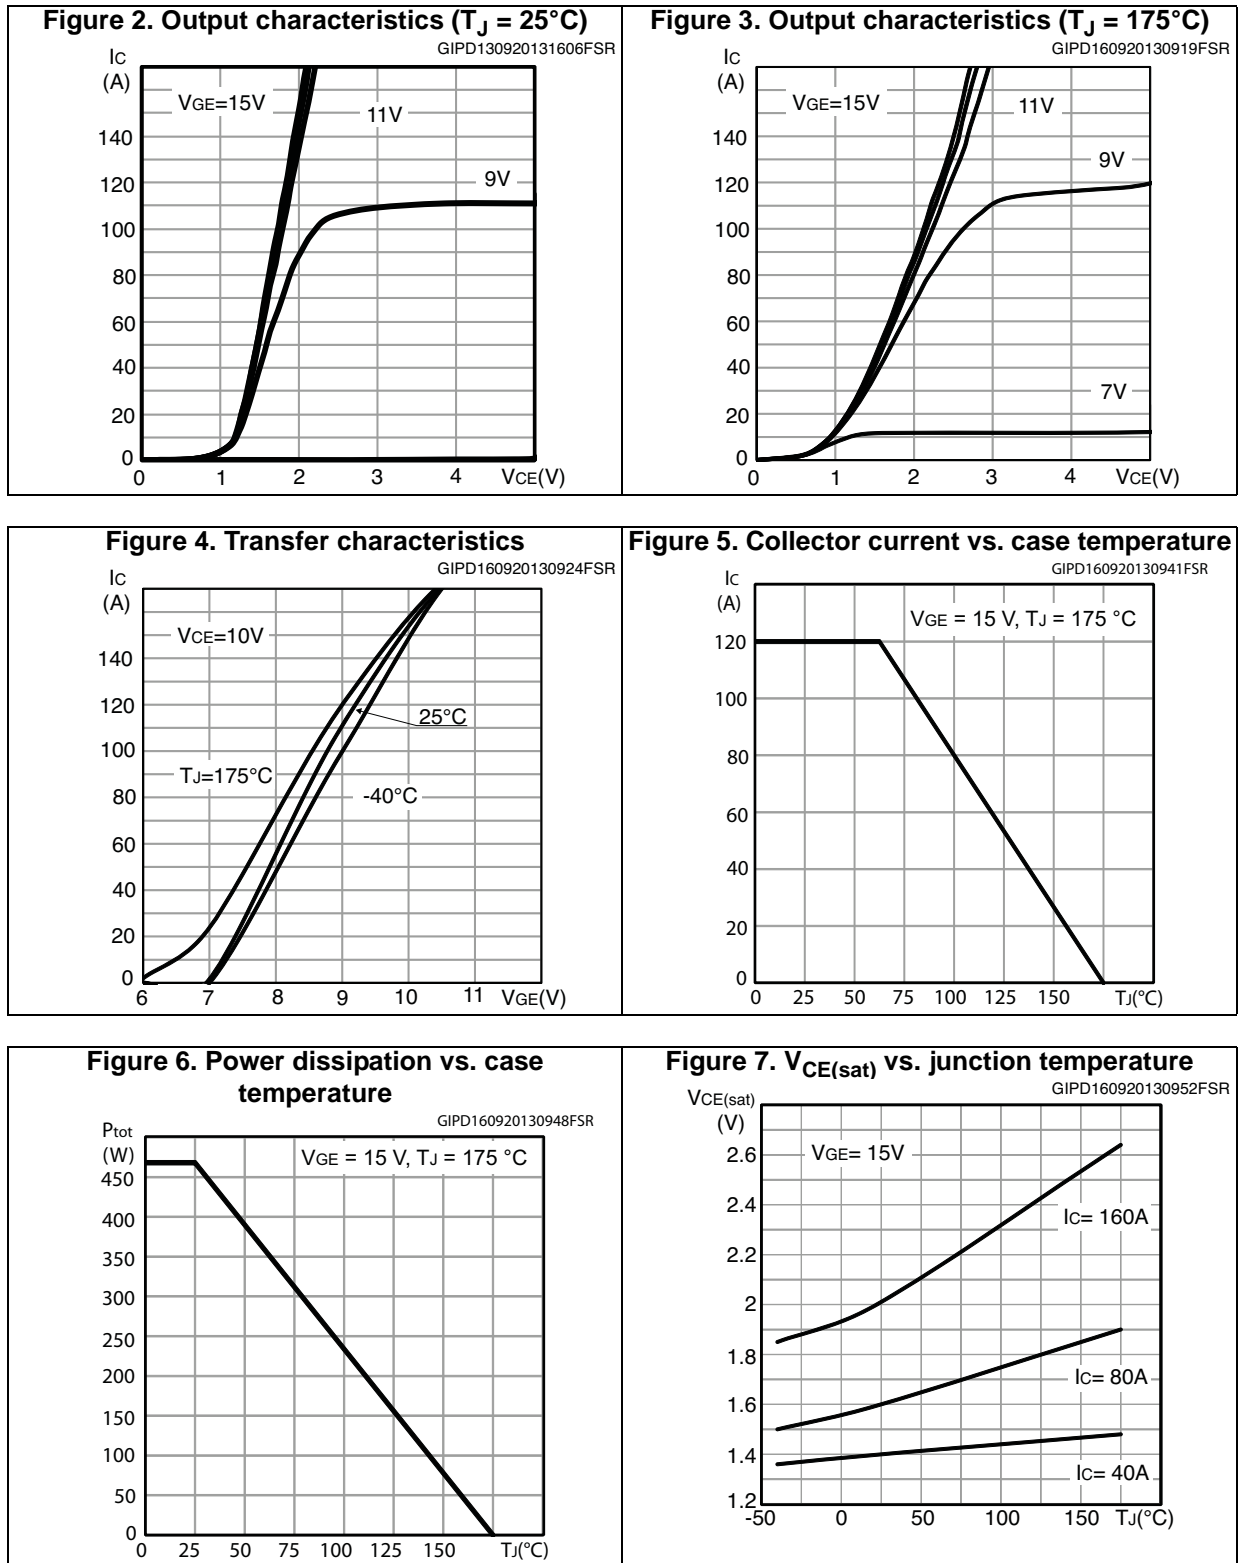 Figure 2. Output characteristics (TJ = 25°C)
GIPD130920131606FSR
IC
(A)
VGE=15V
11V
9V
140
120
100
80
60
40
20
0
0 1 2 3 4 VCE(V)
Figure 3. Output characteristics (TJ = 175°C)
GIPD160920130919FSR
IC
(A)
VGE=15V
11V
9V
7V
140
120
100
80
60
40
20
0
0 1 2 3 4 VCE(V)
Figure 4. Transfer characteristics
GIPD160920130924FSR
IC
(A)
VCE=10V
25°C
TJ=175°C
-40°C
140
120
100
80
60
40
20
0
6 7 8 9 10 11 VGE(V)
Figure 5. Collector current vs. case temperature
GIPD160920130941FSR
IC
(A)
VGE = 15 V, TJ = 175 °C
120
100
80
60
40
20
0
0 25 50 75 100 125 150 TJ(°C)
Figure 6. Power dissipation vs. case
temperature
GIPD160920130948FSR
Ptot
(W)
VGE = 15 V, TJ = 175 °C
450
400
350
300
250
200
150
100
50
0
0 25 50 75 100 125 150 TJ(°C)
Figure 7. VCE(sat) vs. junction temperature
GIPD160920130952FSR
VCE(sat)
(V)
VGE= 15V
IC= 160A
IC= 80A
IC= 40A
2.6
2.4
2.2
2
1.8
1.6
1.4
1.2
-50 0 50 100 150 TJ(°C)